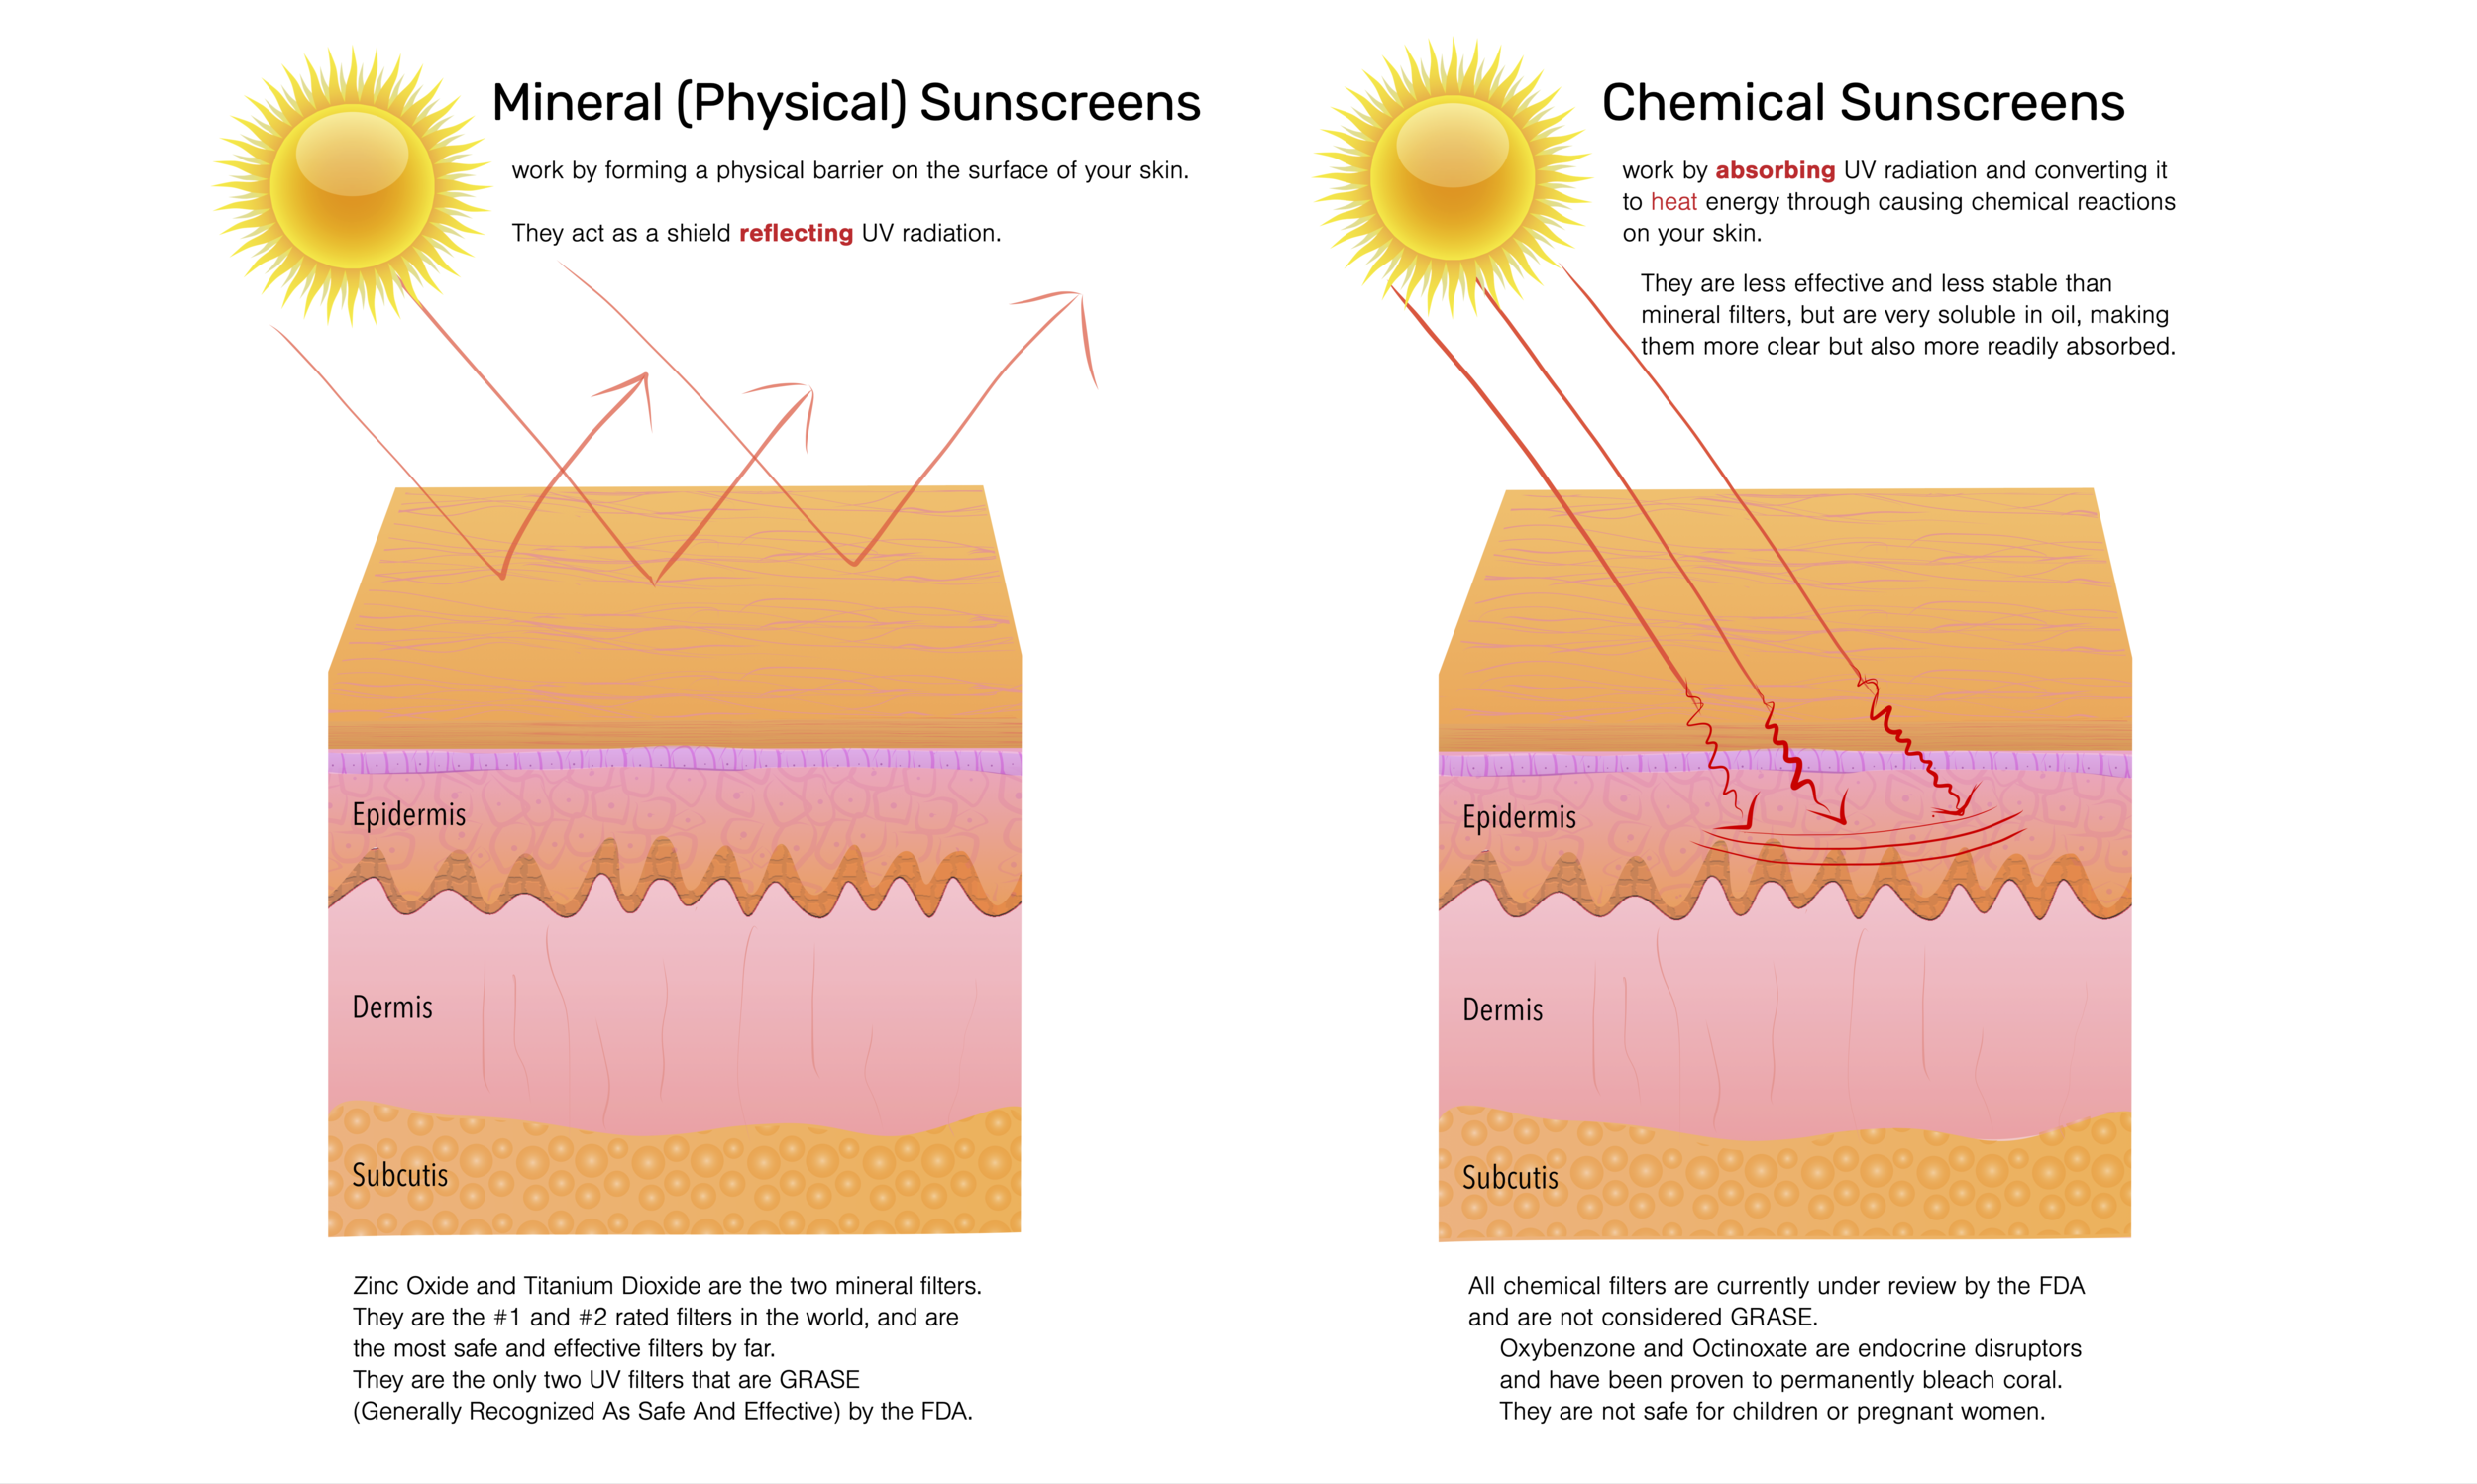 Mineral (Physical) Sunscreens
work by forming a physical barrier on the surface of your skin.
They act as a shield reflecting UV radiation.
Epidermis
Dermis
Subcutis
Zinc Oxide and Titanium Dioxide are the two mineral filters.
They are the #1 and #2 rated filters in the world, and are
the most safe and effective filters by far.
They are the only two UV filters that are GRASE
(Generally Recognized As Safe And Effective) by the FDA.
Chemical Sunscreens
work by absorbing UV radiation and converting it
to heat energy through causing chemical reactions
on your skin.
They are less effective and less stable than
mineral filters, but are very soluble in oil, making
them more clear but also more readily absorbed.
Epidermis
Dermis
Subcutis
All chemical filters are currently under review by the FDA
and are not considered GRASE.
Oxybenzone and Octinoxate are endocrine disruptors
and have been proven to permanently bleach coral.
They are not safe for children or pregnant women.